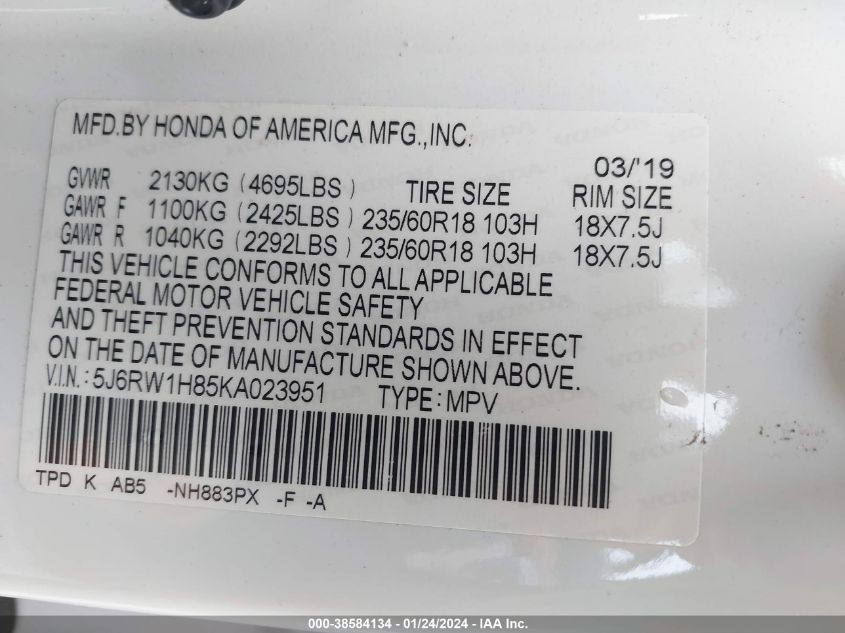 MFD.BY HONDA OF AMERICA MFG.,INC.
03/'19
GVWR 2130KG (4695LBS) TIRE SIZE RIM SIZE
GAWR F 1100KG (2425LBS) 235/60R18 103H 18X7.5J
GAWR R 1040KG (2292LBS) 235/60R18 103H 18X7.5J
THIS VEHICLE CONFORMS TO ALL APPLICABLE
FEDERAL MOTOR VEHICLE SAFETY
AND THEFT PREVENTION STANDARDS IN EFFECT
ON THE DATE OF MANUFACTURE SHOWN ABOVE.
V.I.N.: 5J6RW1H85KA023951 TYPE: MPV
TPD K AB5 -NH883PX -F -A
000-38584134 - 01/24/2024 - IAA Inc.